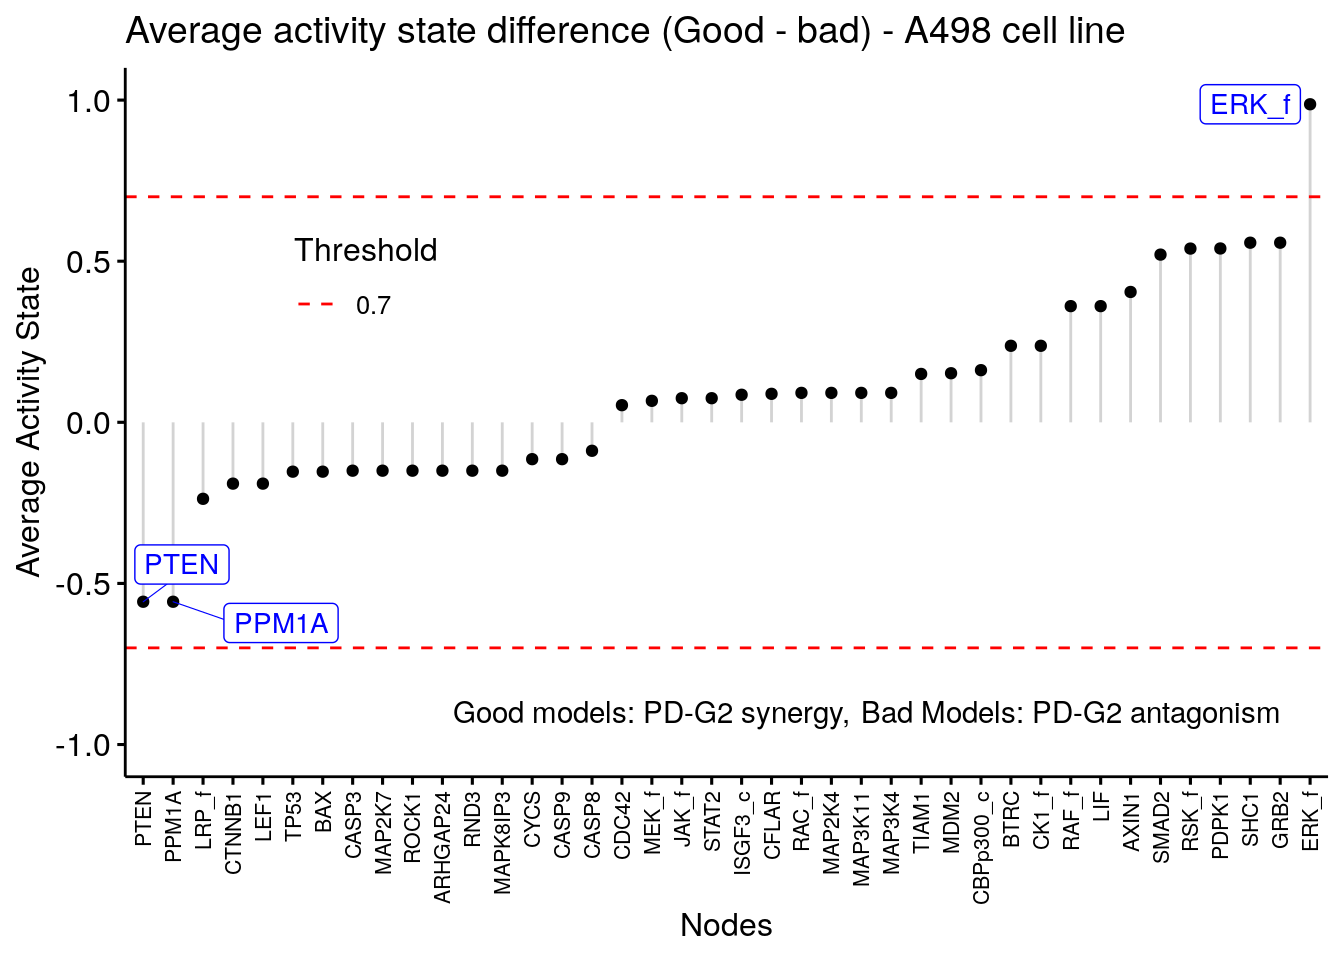 Average activity state difference (Good - bad) - A498 cell line
Average Activity State
1.0
0.5
0.0
-0.5
-1.0
ERK_f
Threshold
0.7
PTEN
PPM1A
Good models: PD-G2 synergy, Bad Models: PD-G2 antagonism
PTEN
PPM1A
LRP_f
CTNNB1
LEF1
TP53
BAX
CASP3
MAP2K7
ROCK1
ARHGAP24
RND3
MAPK8IP3
CYCS
CASP9
CASP8
CDC42
MEK_f
JAK_f
STAT2
ISGF3_c
CFLAR
RAC_f
MAP2K4
MAP3K11
MAP3K4
TIAM1
MDM2
CBPp300_c
BTRC
CK1_f
RAF_f
LIF
AXIN1
SMAD2
RSK_f
PDPK1
SHC1
GRB2
ERK_f
Nodes